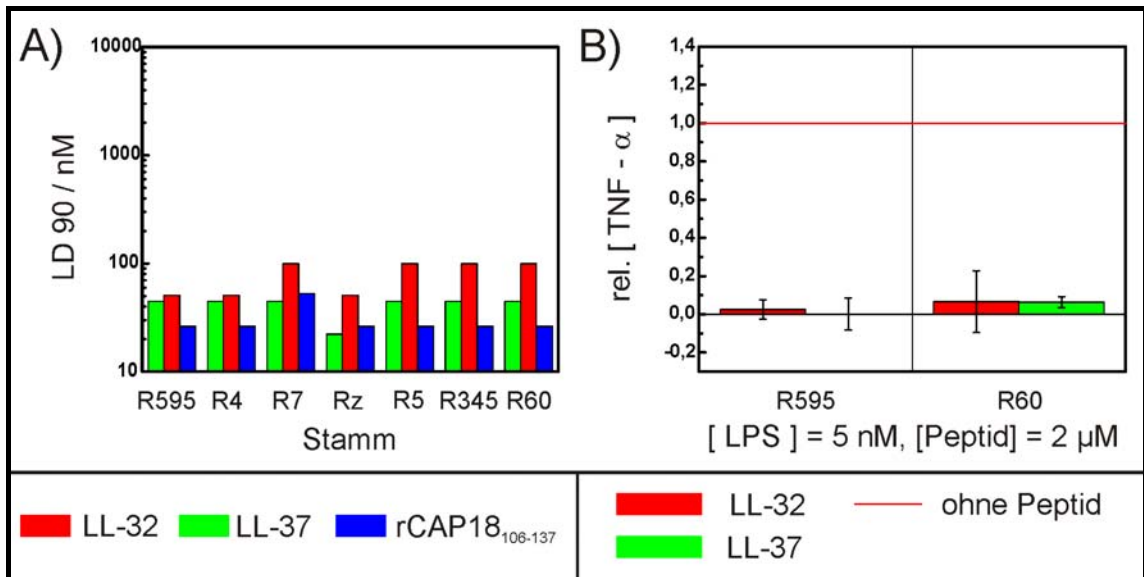 A)
10000
1000
100
10
LD 90 / nM
R595 R4 R7 Rz R5 R345 R60
Stamm
B)
1,4
1,2
1,0
0,8
0,6
0,4
0,2
0,0
-0,2
rel. [ TNF - α ]
R595 R60
[ LPS ] = 5 nM, [Peptid] = 2 µM
LL-32 LL-37 rCAP18₁₀₆₋₁₃₇
LL-32 ohne Peptid
LL-37